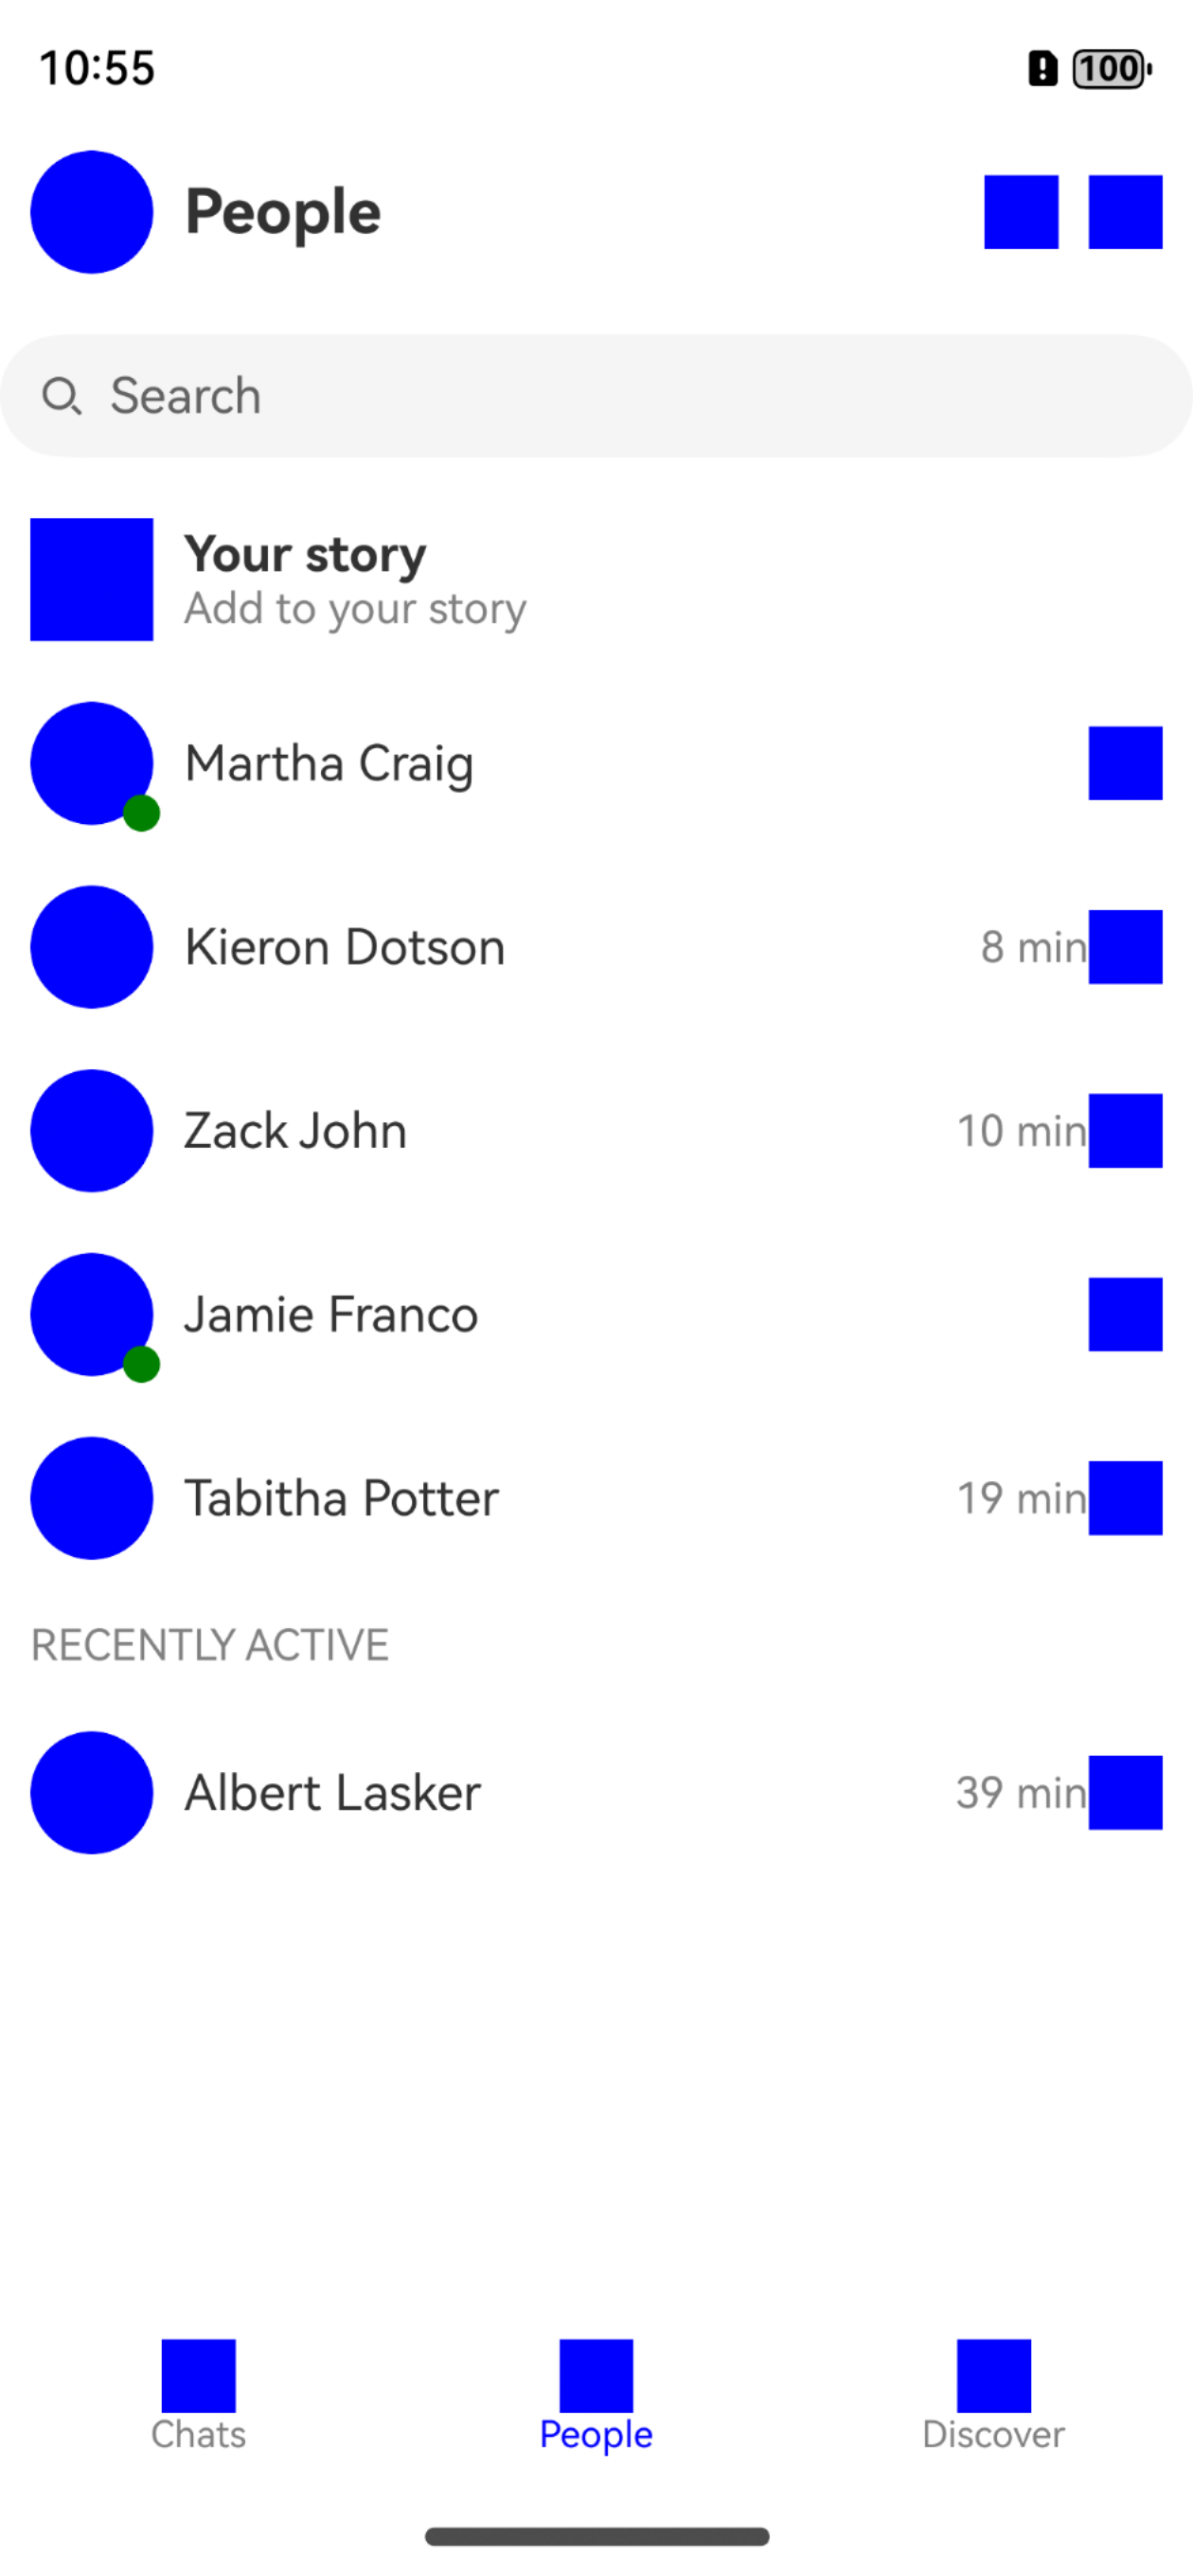 10:55
100
People
Search
Your story
Add to your story
Martha Craig
Kieron Dotson
8 min
Zack John
10 min
Jamie Franco
Tabitha Potter
19 min
RECENTLY ACTIVE
Albert Lasker
39 min
Chats
People
Discover